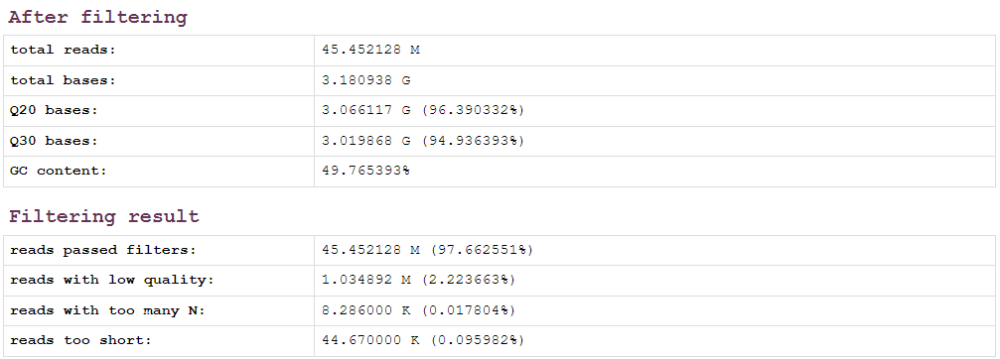 After filtering
total reads: 45.452128 M
total bases: 3.180938 G
Q20 bases: 3.066117 G (96.390332%)
Q30 bases: 3.019868 G (94.936393%)
GC content: 49.765393%
Filtering result
reads passed filters: 45.452128 M (97.662551%)
reads with low quality: 1.034892 M (2.223663%)
reads with too many N: 8.286000 K (0.017804%)
reads too short: 44.670000 K (0.095982%)